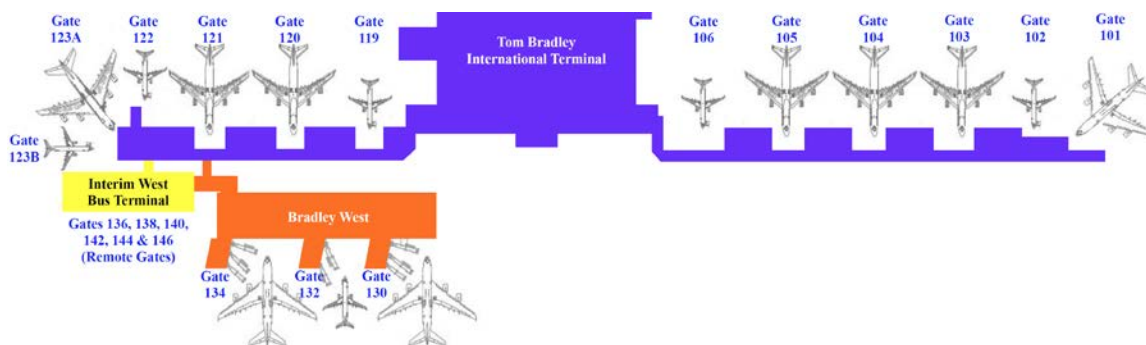 Gate
123A
Gate
122
Gate
121
Gate
120
Gate
119
Tom Bradley
International Terminal
Gate
106
Gate
105
Gate
104
Gate
103
Gate
102
Gate
101
Gate
123B
Interim West
Bus Terminal
Gates 136, 138, 140,
142, 144 & 146
(Remote Gates)
Bradley West
Gate
134
Gate
132
Gate
130